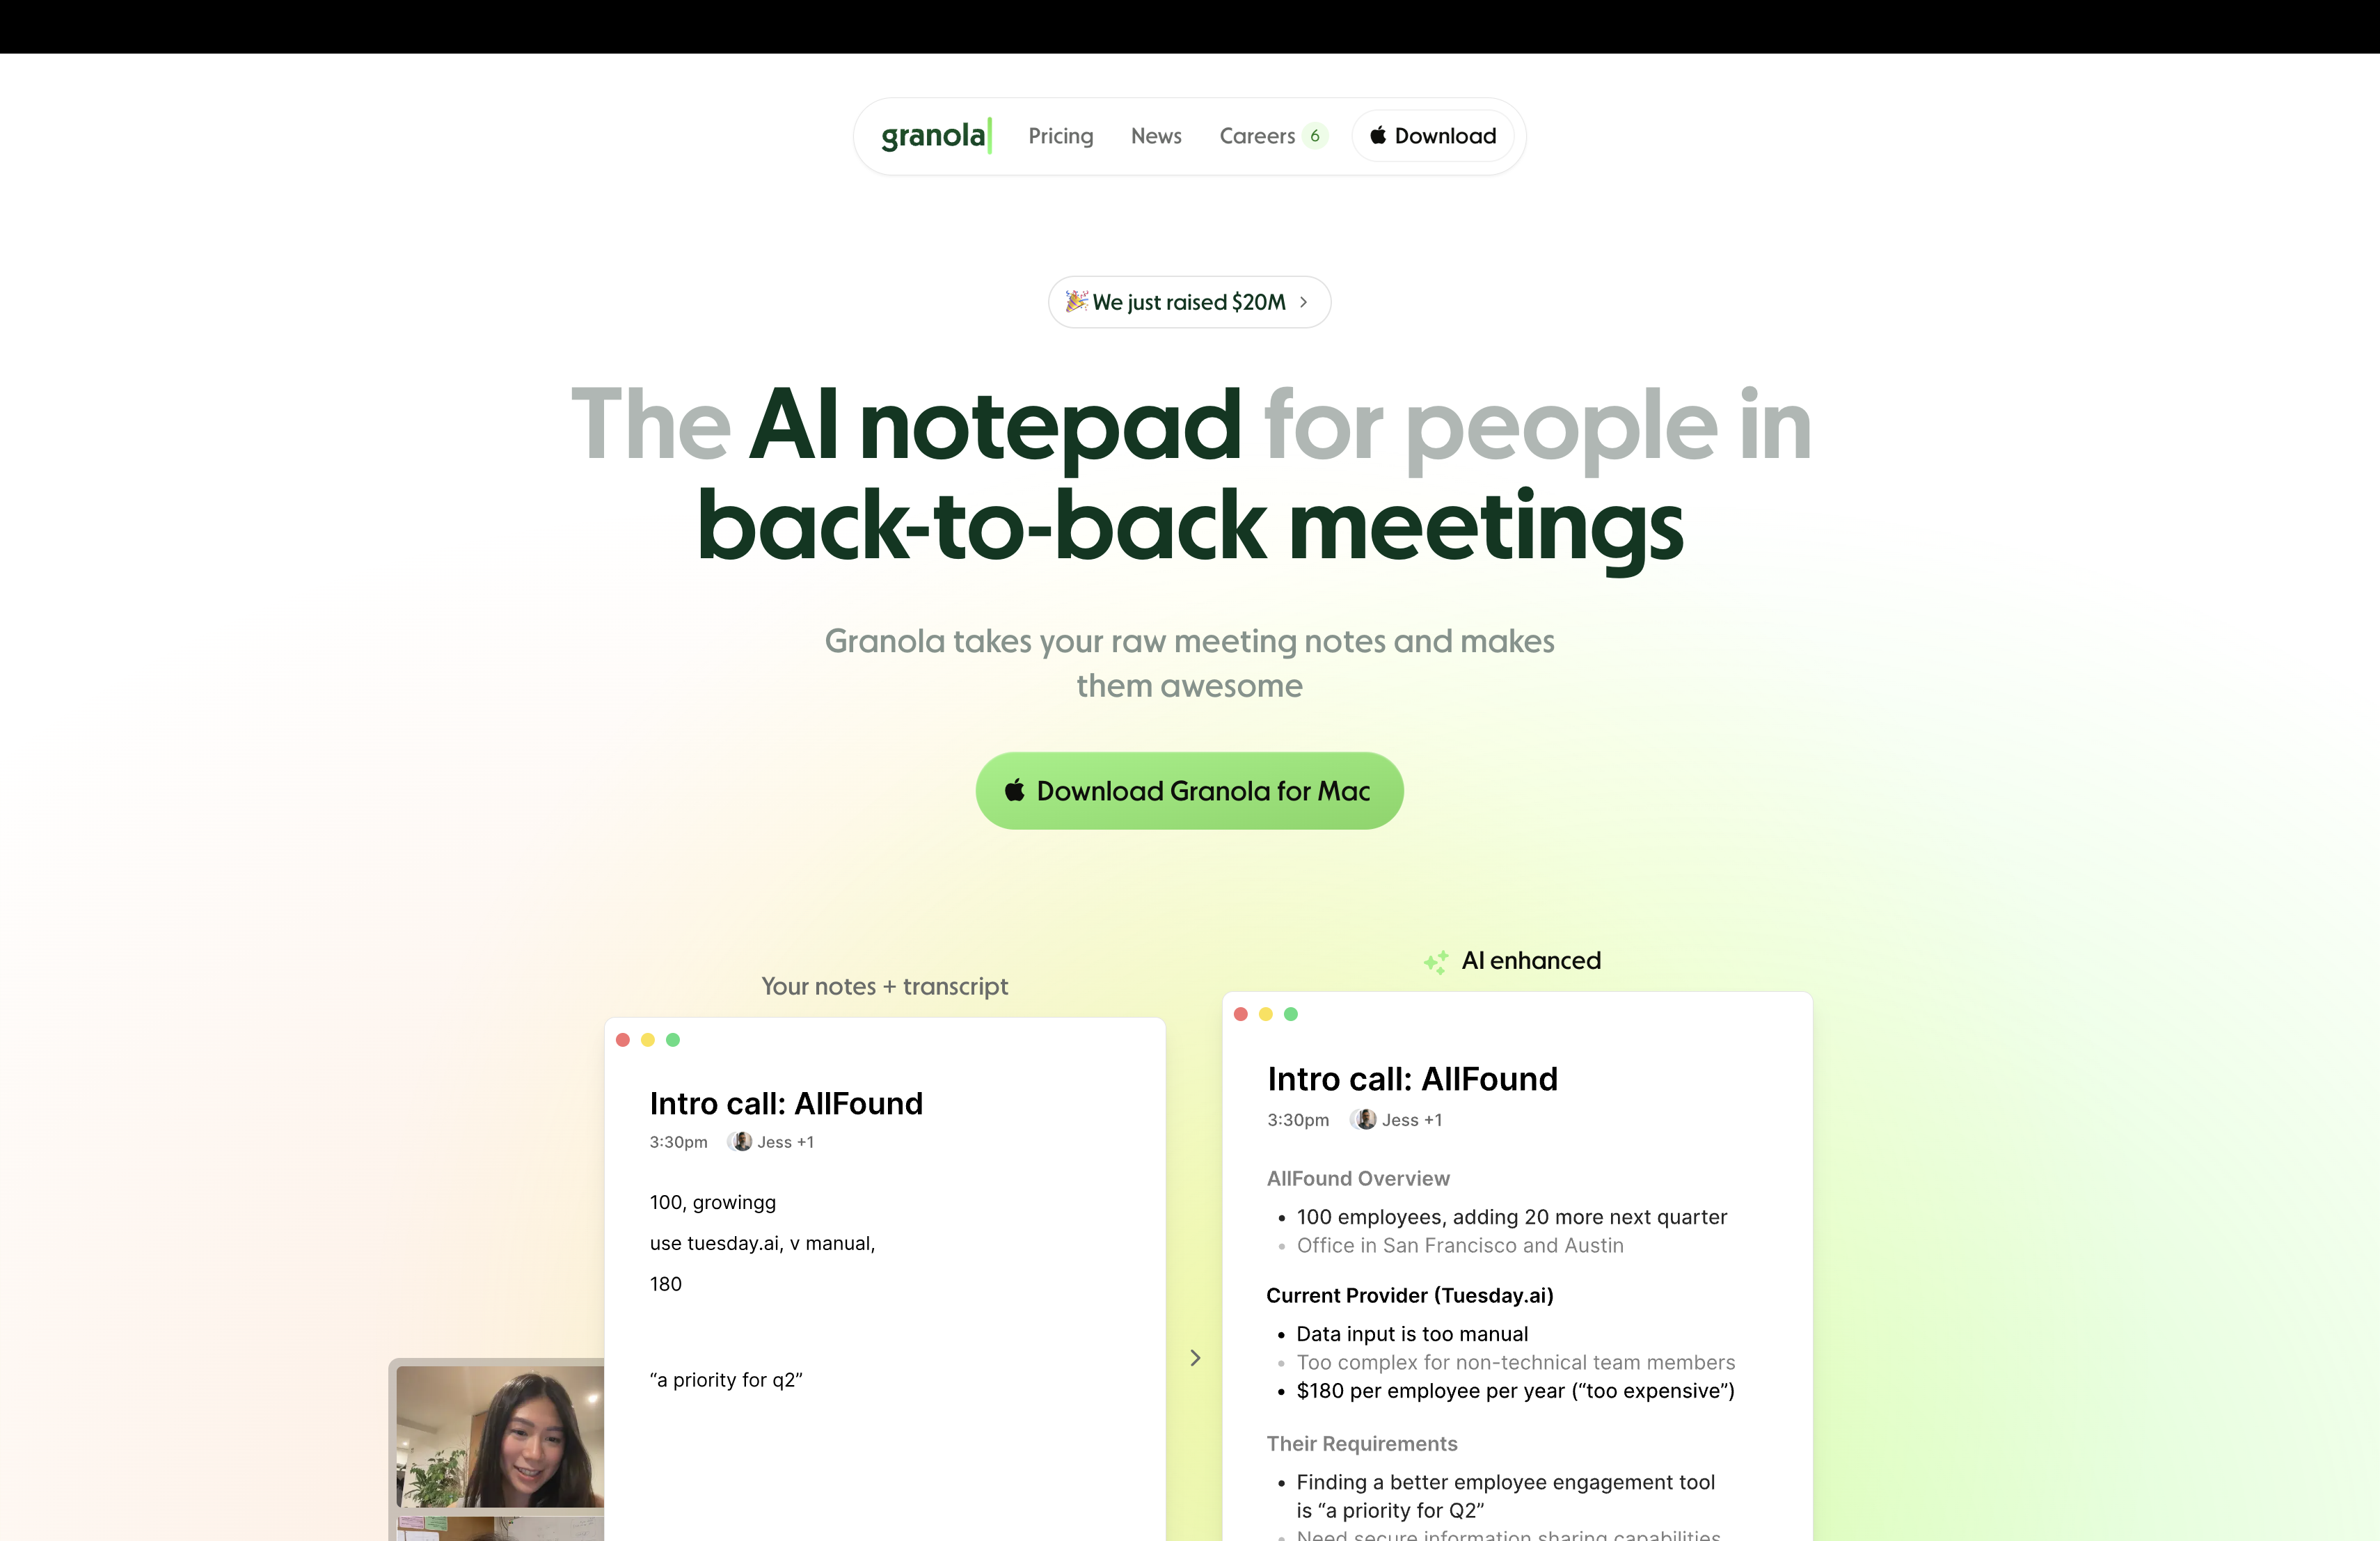 granola
Pricing
News
Careers 6
Download
We just raised $20M
The AI notepad for people in
back-to-back meetings
Granola takes your raw meeting notes and makes
them awesome
Download Granola for Mac
Your notes + transcript
Intro call: AllFound
3:30pm Jess +1
100, growingg
use tuesday.ai, v manual,
180
“a priority for q2”
AI enhanced
Intro call: AllFound
3:30pm Jess +1
AllFound Overview
• 100 employees, adding 20 more next quarter
• Office in San Francisco and Austin
Current Provider (Tuesday.ai)
• Data input is too manual
• Too complex for non-technical team members
• $180 per employee per year (“too expensive”)
Their Requirements
• Finding a better employee engagement tool
is “a priority for Q2”
• Need secure information sharing capabilities